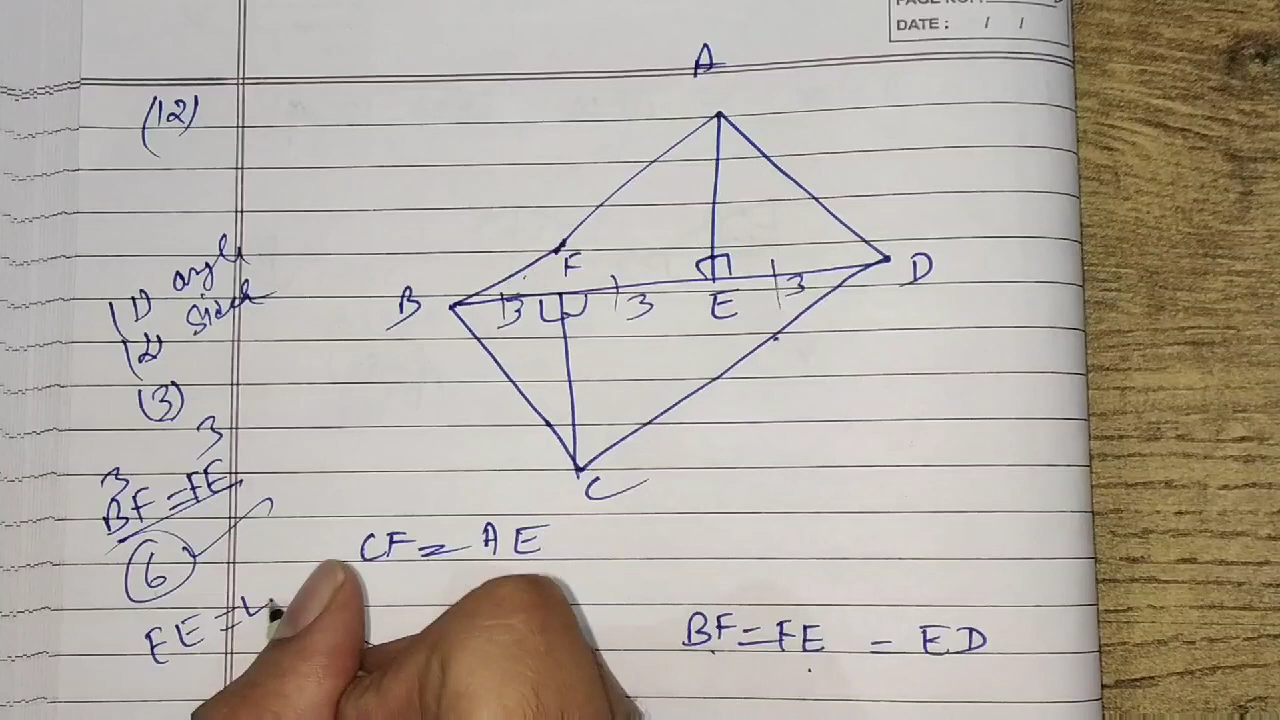 DATE : / /
A
(12)
F
D
B
3
3
3
E
angle
(1)
side
(2)
(3)
C
3
3
BF = FE
6
CF = AE
BF = FE = ED